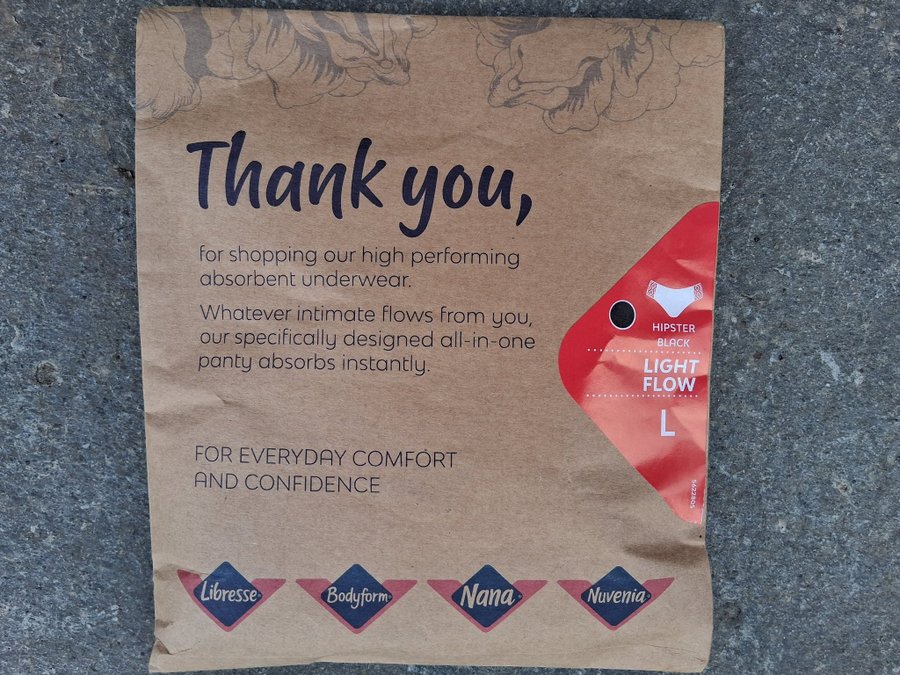 Thank you,
for shopping our high performing
absorbent underwear.
Whatever intimate flows from you,
our specifically designed all-in-one
panty absorbs instantly.
HIPSTER
BLACK
LIGHT
FLOW
L
5622805
FOR EVERYDAY COMFORT
AND CONFIDENCE
Libresse
Bodyform
Nana
Nuvenia